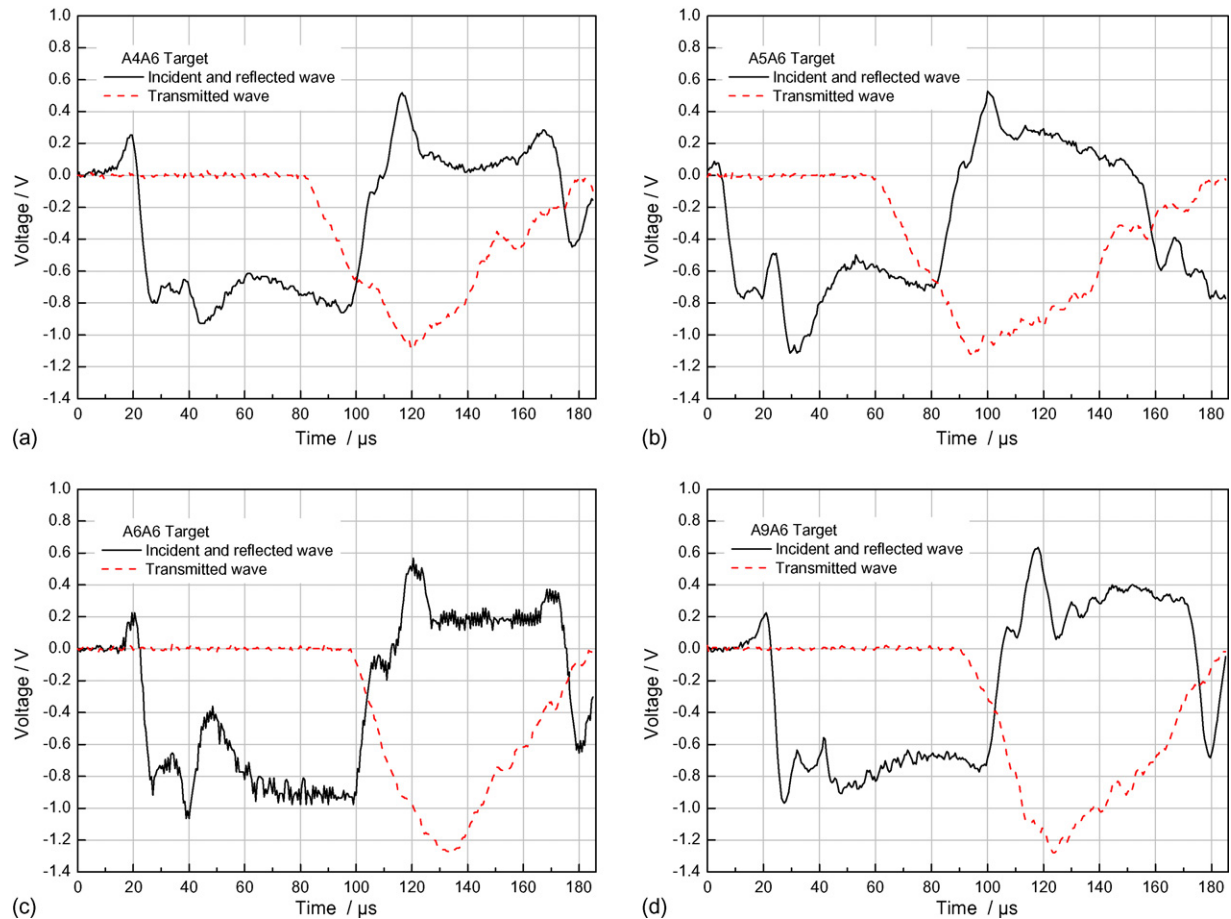 1.0
0.8
0.6
0.4
0.2
0.0
-0.2
-0.4
-0.6
-0.8
-1.0
-1.2
-1.4
Voltage / V
A4A6 Target
Incident and reflected wave
Transmitted wave
0 20 40 60 80 100 120 140 160 180
Time / µs
(a)
1.0
0.8
0.6
0.4
0.2
0.0
-0.2
-0.4
-0.6
-0.8
-1.0
-1.2
-1.4
Voltage / V
A5A6 Target
Incident and reflected wave
Transmitted wave
0 20 40 60 80 100 120 140 160 180
Time / µs
(b)
1.0
0.8
0.6
0.4
0.2
0.0
-0.2
-0.4
-0.6
-0.8
-1.0
-1.2
-1.4
Voltage / V
A6A6 Target
Incident and reflected wave
Transmitted wave
0 20 40 60 80 100 120 140 160 180
Time / µs
(c)
1.0
0.8
0.6
0.4
0.2
0.0
-0.2
-0.4
-0.6
-0.8
-1.0
-1.2
-1.4
Voltage / V
A9A6 Target
Incident and reflected wave
Transmitted wave
0 20 40 60 80 100 120 140 160 180
Time / µs
(d)